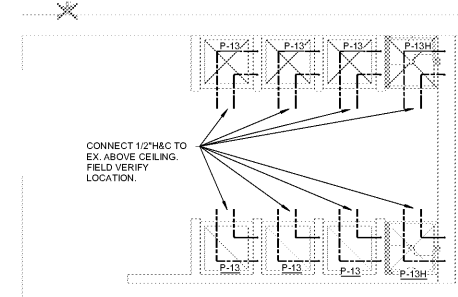 P-13 P-13 P-13 P-13H
CONNECT 1/2"H&C TO
EX. ABOVE CEILING.
FIELD VERIFY
LOCATION.
P-13 P-13 P-13 P-13H